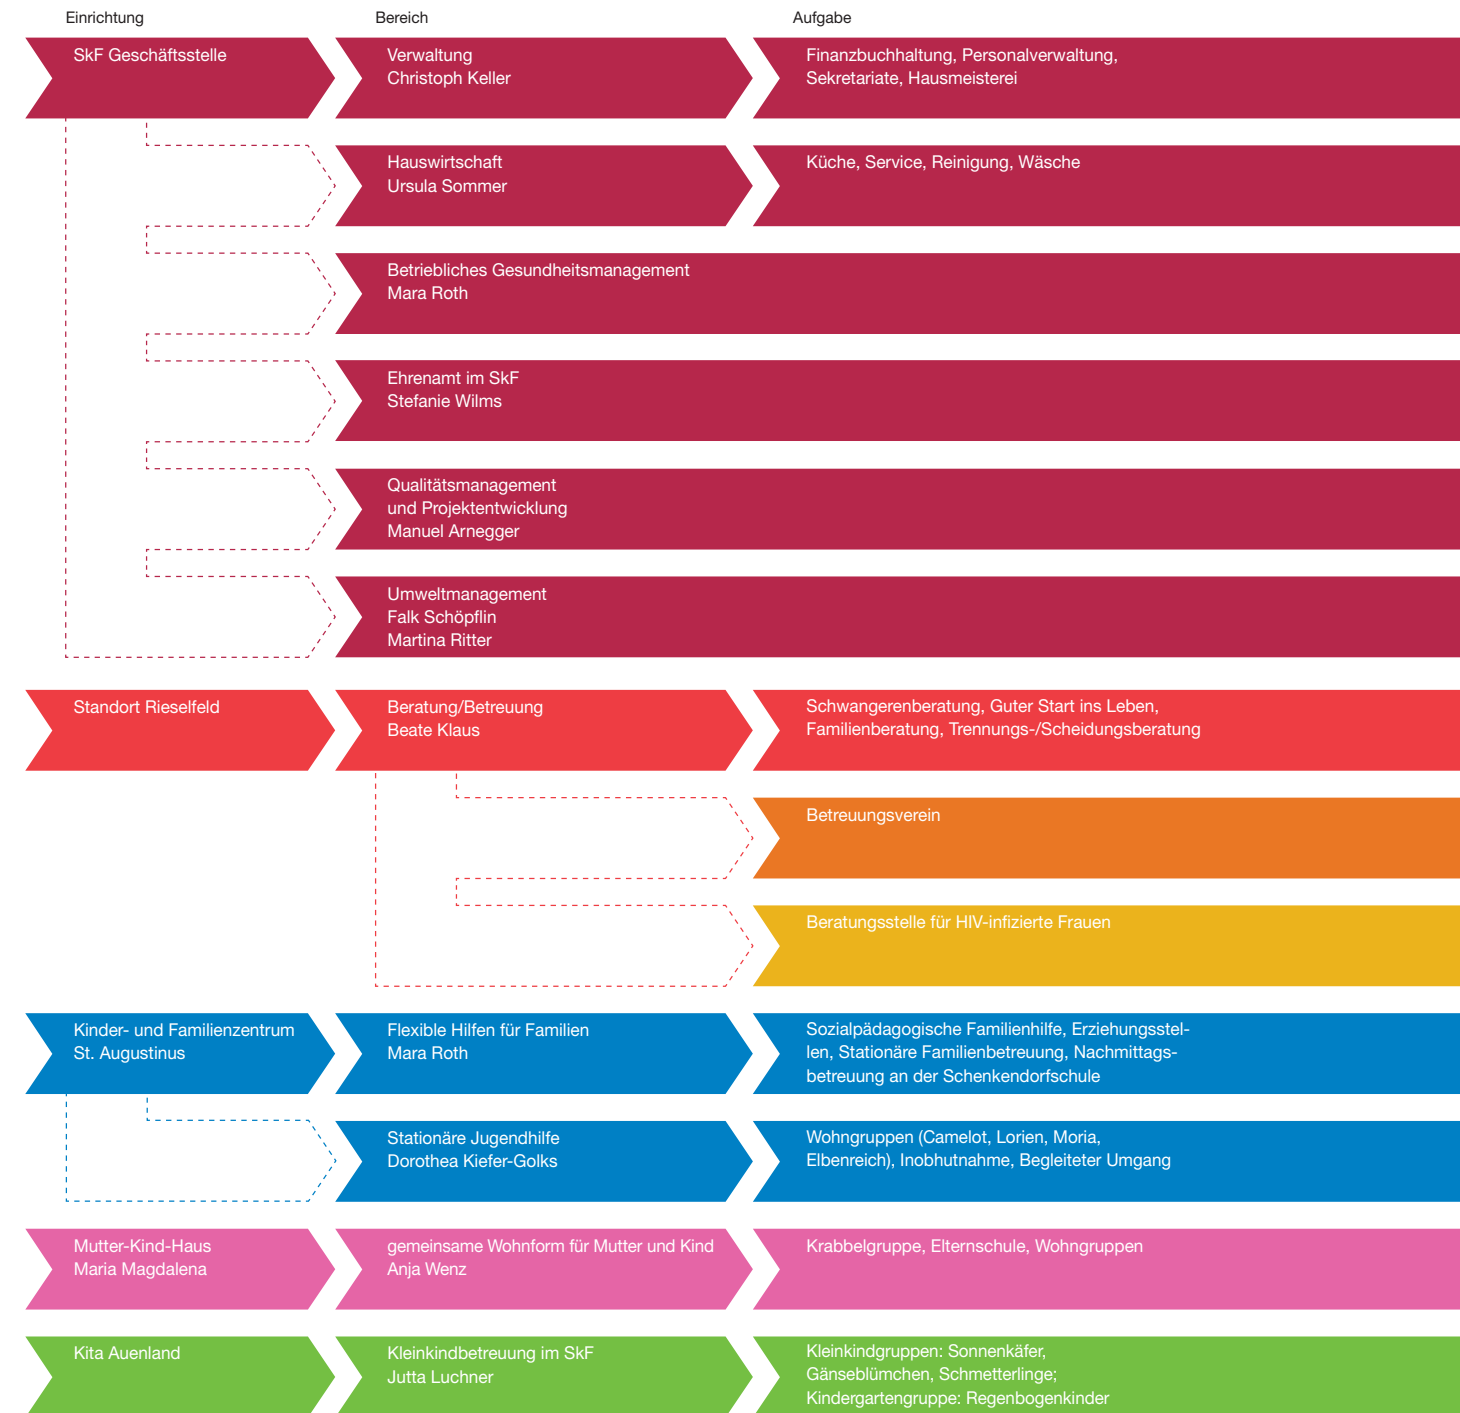 Einrichtung
Bereich
Aufgabe
SkF Geschäftsstelle
Verwaltung
Christoph Keller
Finanzbuchhaltung, Personalverwaltung,
Sekretariate, Hausmeisterei
Hauswirtschaft
Ursula Sommer
Küche, Service, Reinigung, Wäsche
Betriebliches Gesundheitsmanagement
Mara Roth
Ehrenamt im SkF
Stefanie Wilms
Qualitätsmanagement
und Projektentwicklung
Manuel Arnegger
Umweltmanagement
Falk Schöpflin
Martina Ritter
Standort Rieselfeld
Beratung/Betreuung
Beate Klaus
Schwangerenberatung, Guter Start ins Leben,
Familienberatung, Trennungs-/Scheidungsberatung
Betreuungsverein
Beratungsstelle für HIV-infizierte Frauen
Kinder- und Familienzentrum
St. Augustinus
Flexible Hilfen für Familien
Mara Roth
Sozialpädagogische Familienhilfe, Erziehungsstel-
len, Stationäre Familienbetreuung, Nachmittags-
betreuung an der Schenkendorfschule
Stationäre Jugendhilfe
Dorothea Kiefer-Golks
Wohngruppen (Camelot, Lorien, Moria,
Elbenreich), Inobhutnahme, Begleiteter Umgang
Mutter-Kind-Haus
Maria Magdalena
gemeinsame Wohnform für Mutter und Kind
Anja Wenz
Krabbelgruppe, Elternschule, Wohngruppen
Kita Auenland
Kleinkindbetreuung im SkF
Jutta Luchner
Kleinkindgruppen: Sonnenkäfer,
Gänseblümchen, Schmetterlinge;
Kindergartengruppe: Regenbogenkinder